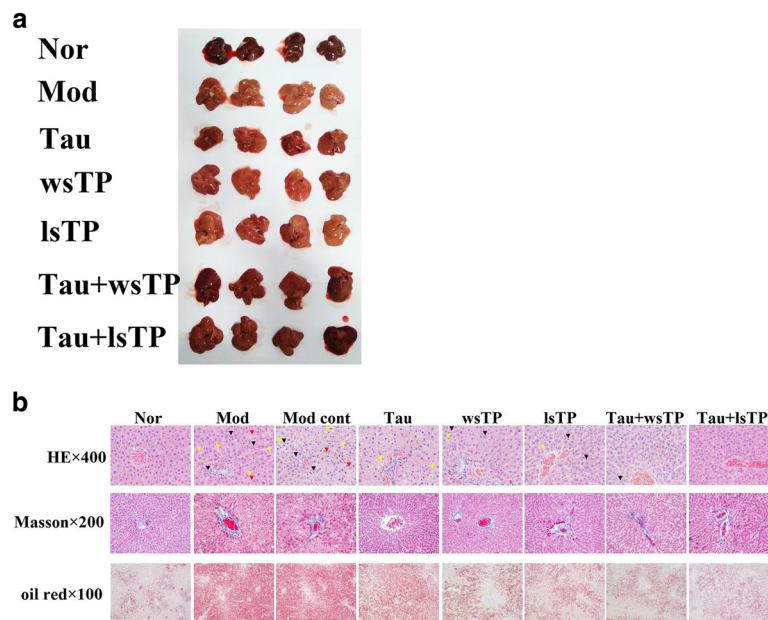 a
Nor
Mod
Tau
wsTP
lsTP
Tau+wsTP
Tau+lsTP
b
Nor Mod Mod cont Tau wsTP lsTP Tau+wsTP Tau+lsTP
HE×400
Masson×200
oil red×100